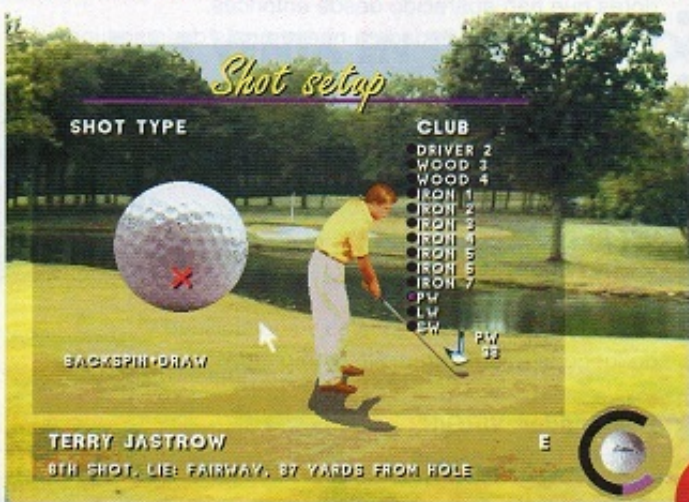 Shot setup
SHOT TYPE
CLUB
DRIVER 2
WOOD 3
WOOD 4
IRON 1
IRON 2
IRON 3
IRON 4
IRON 5
IRON 6
IRON 7
PW
LW
SW
PW
BACKSPIN+DRAW
TERRY JASTROW E
8TH SHOT, LIE: FAIRWAY, 87 YARDS FROM HOLE